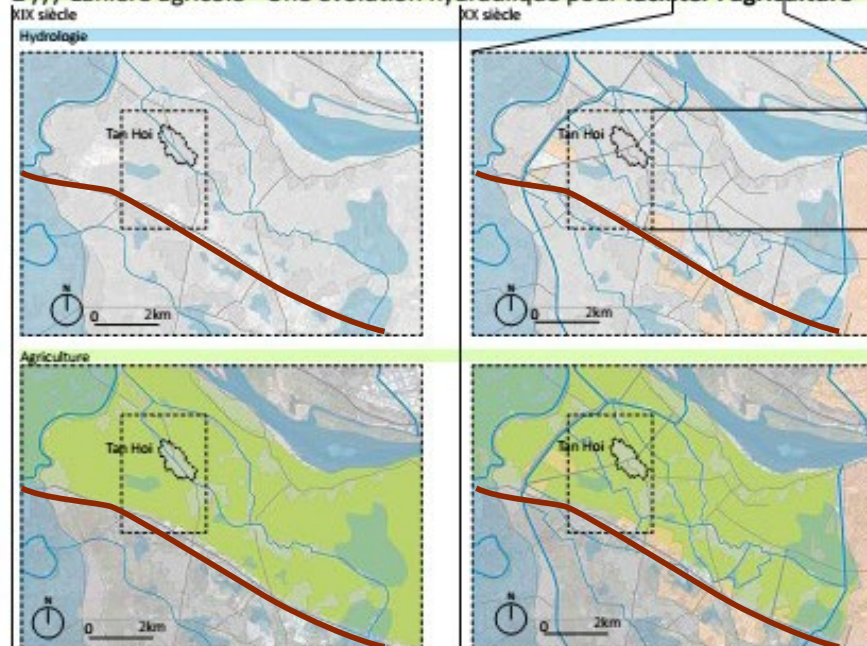 XIX siècle
XX siècle
Hydrologie
Tan Hoi
N
0 2km
Tan Hoi
N
0 2km
Agriculture
Tan Hoi
N
0 2km
Tan Hoi
N
0 2km